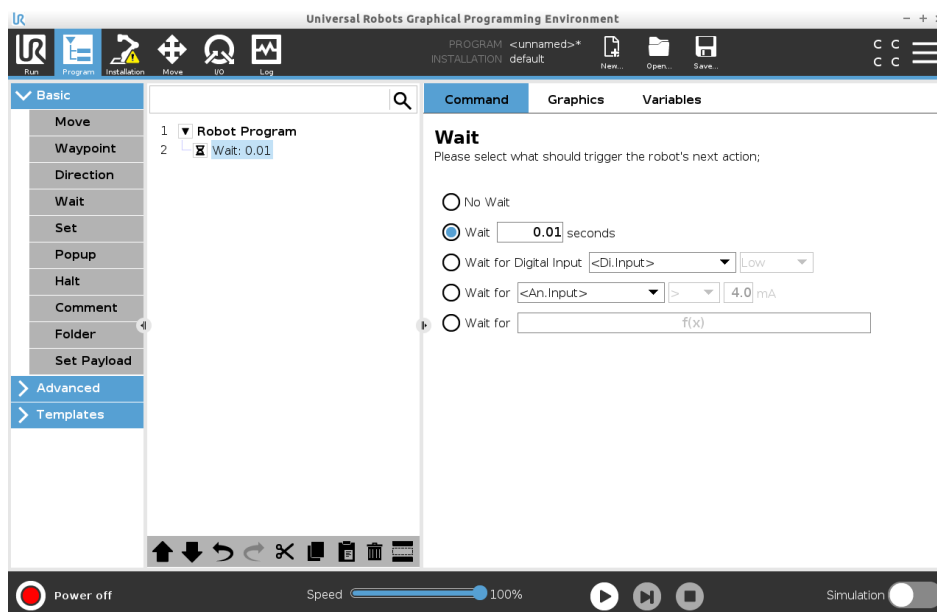 Universal Robots Graphical Programming Environment
UR
Run
Program
Installation
Move
I/O
Log
PROGRAM <unnamed>*
INSTALLATION default
New...
Open...
Save...
C C
C C
Basic
Move
Waypoint
Direction
Wait
Set
Popup
Halt
Comment
Folder
Set Payload
Advanced
Templates
1 Robot Program
2 Wait: 0.01
Command Graphics Variables
Wait
Please select what should trigger the robot's next action;
No Wait
Wait 0.01 seconds
Wait for Digital Input <Di.Input> Low
Wait for <An.Input> > 4.0 mA
Wait for f(x)
Power off
Speed 100%
Simulation